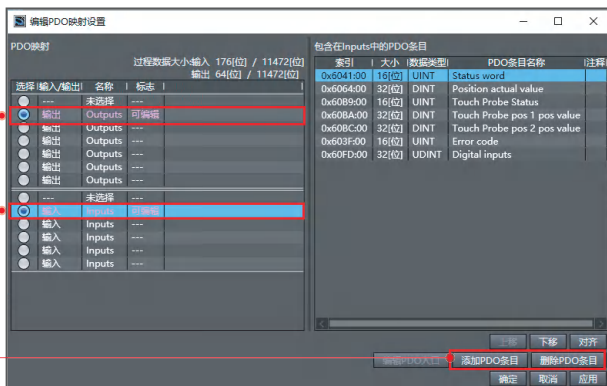 编辑PDO映射设置
PDO映射
过程数据大小:输入 176[位] / 11472[位]
输出 64[位] / 11472[位]
选择 输入/输出 名称 标志
--- 未选择 ---
输出 Outputs 可编辑
输出 Outputs ---
输出 Outputs ---
输出 Outputs ---
输出 Outputs ---
输出 Outputs ---
--- 未选择 ---
输入 Inputs 可编辑
输入 Inputs ---
输入 Inputs ---
输入 Inputs ---
输入 Inputs ---
包含在Inputs中的PDO条目
索引 大小 数据类型 PDO条目名称 注释
0x6041:00 16[位] UINT Status word
0x6064:00 32[位] DINT Position actual value
0x60B9:00 16[位] UINT Touch Probe Status
0x60BA:00 32[位] DINT Touch Probe pos 1 pos value
0x60BC:00 32[位] DINT Touch Probe pos 2 pos value
0x603F:00 16[位] UINT Error code
0x60FD:00 32[位] UDINT Digital inputs
上移 下移 对齐
编辑PDO入口 添加PDO条目 删除PDO条目
确定 取消 应用